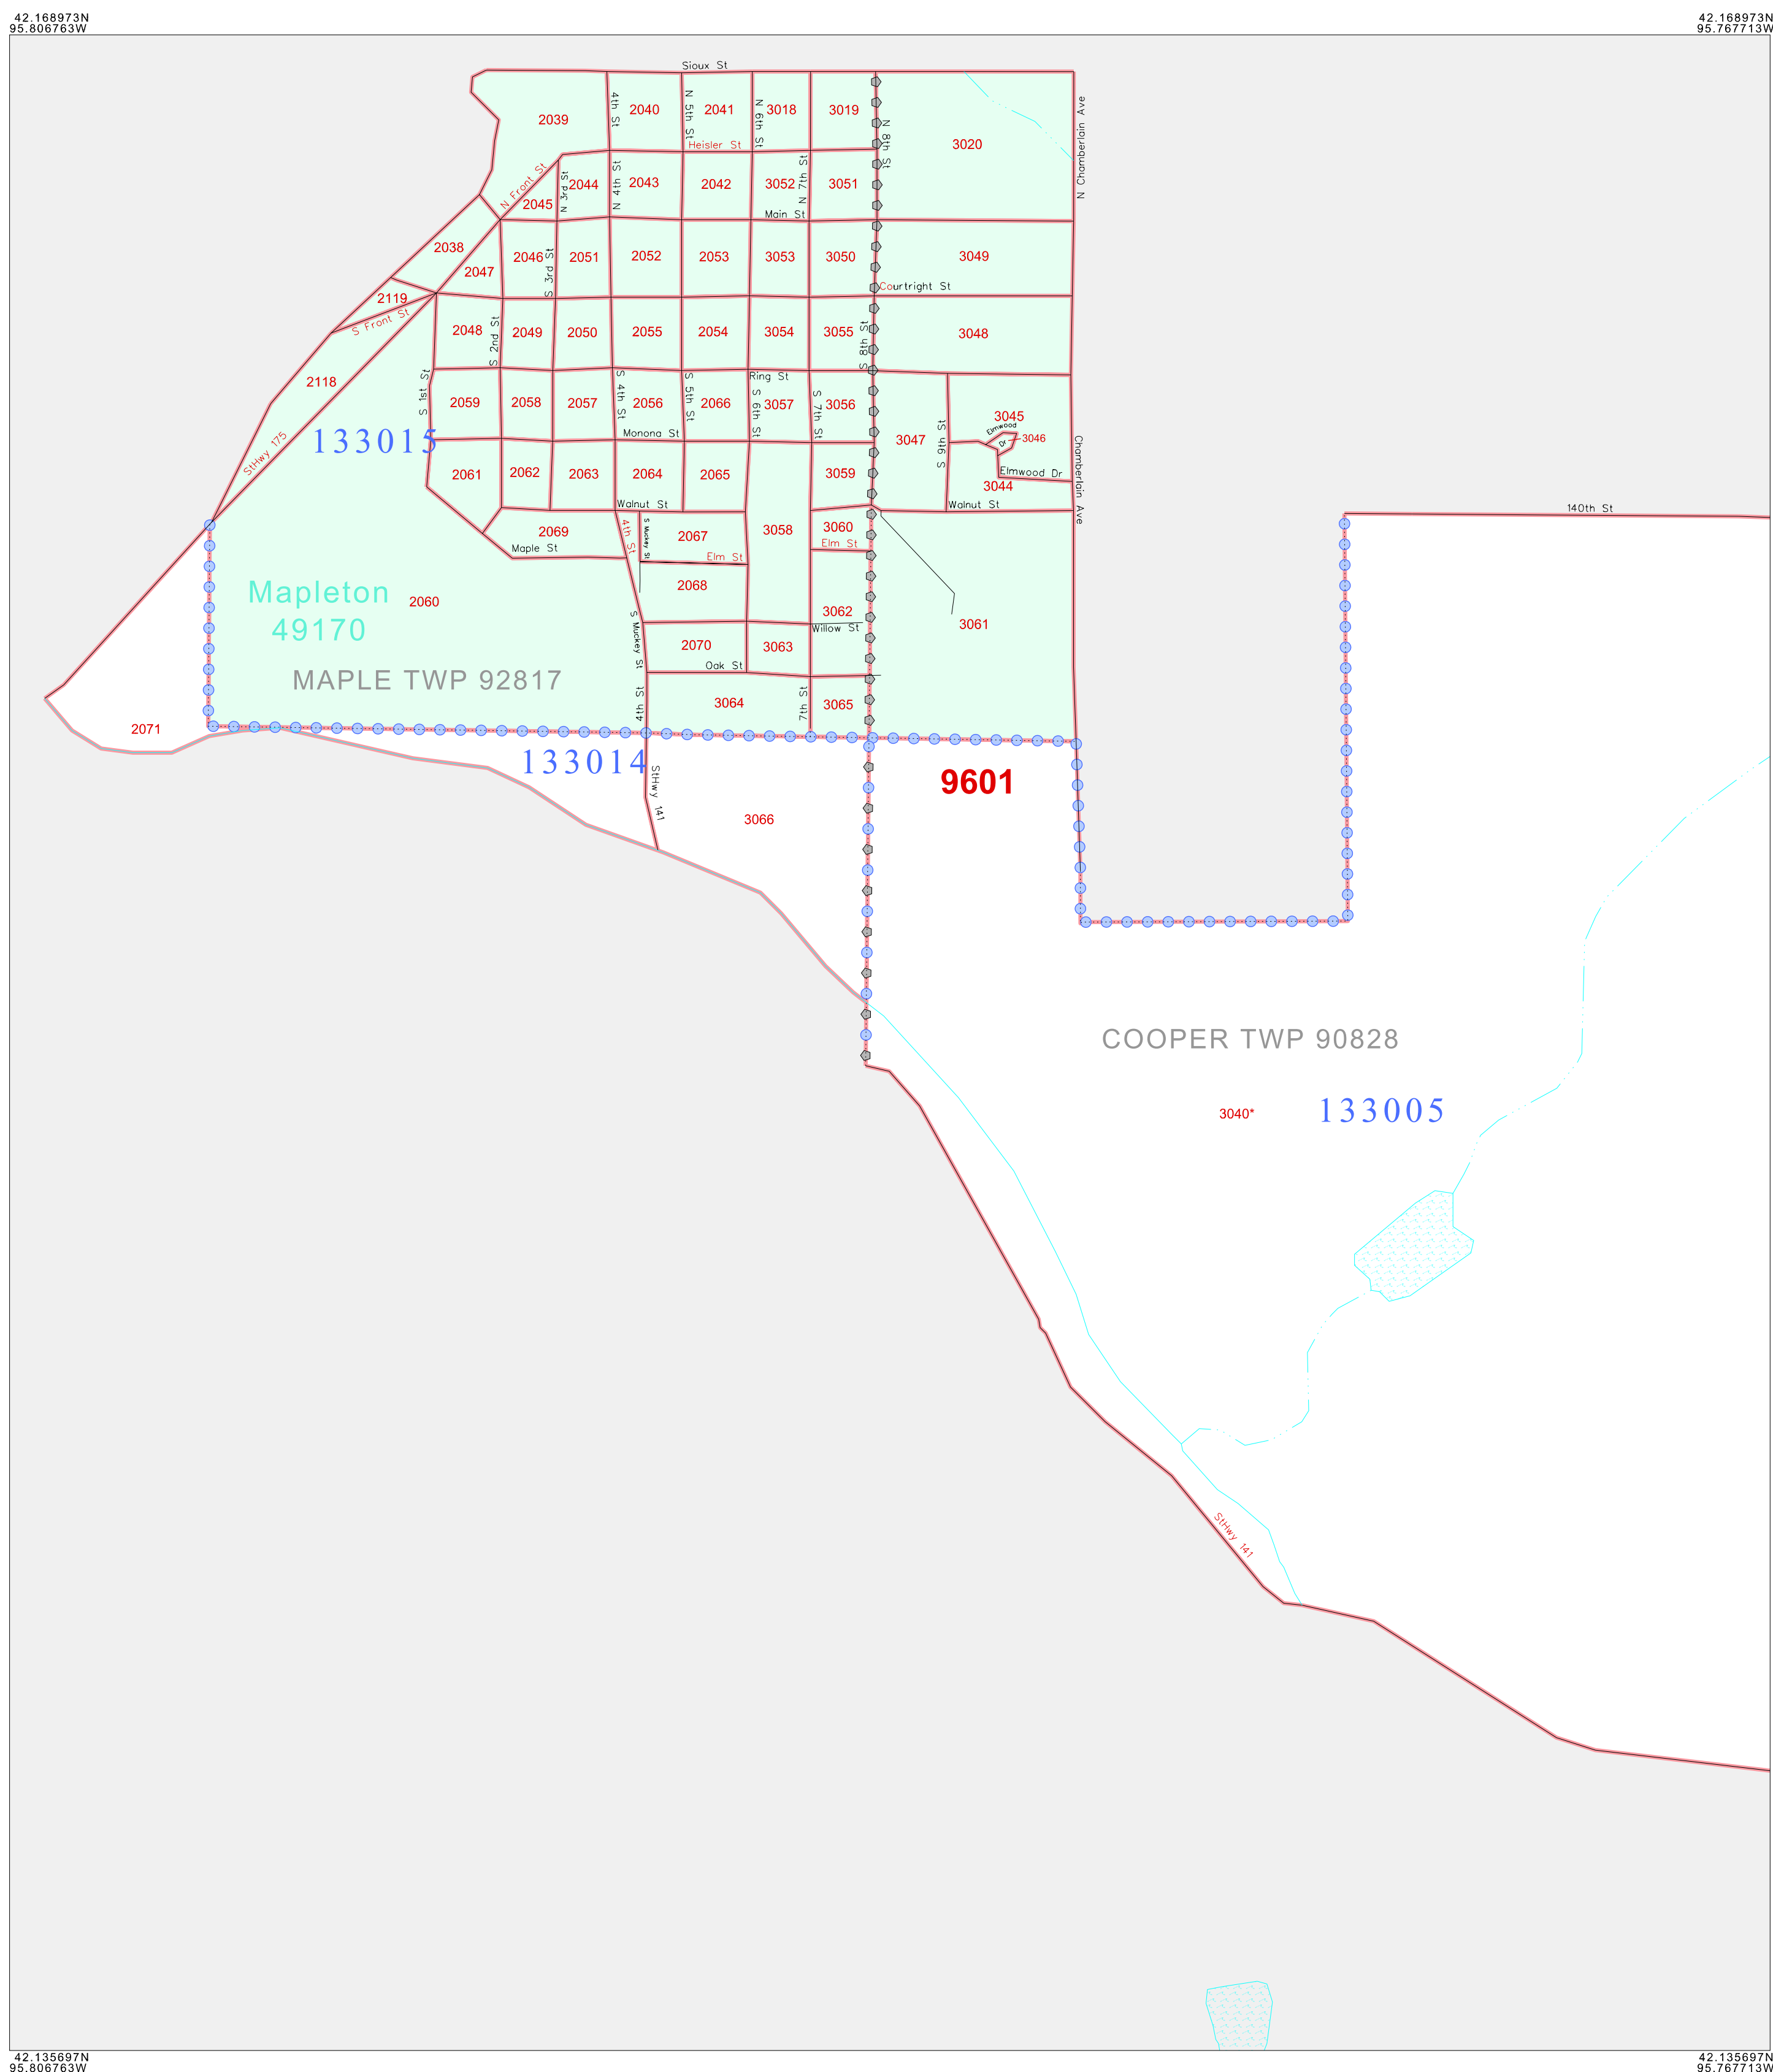 42.168973N
95.806763W
42.168973N
95.767713W
Sioux St
2039
4th St
2040
N 5th St
2041
N 6th St
3018
3019
N 8th St
3020
N Chamberlain Ave
Heisler St
N Front St
2045
N 3rd St
2044
N 4th St
2043
2042
3052
N 7th St
3051
Main St
2038
2047
2046
S 3rd St
2051
2052
2053
3053
3050
3049
Courtright St
2119
S Front St
2048
S 2nd St
2049
2050
2055
2054
3054
3055
S 8th St
3048
Ring St
2118
S 1st St
2059
2058
2057
S 4th St
2056
S 5th St
2066
S 6th St
3057
S 7th St
3056
3047
S 9th St
3045
Elmwood
Dr
3046
Chamberlain Ave
133015
StHwy 175
Monona St
2061
2062
2063
2064
2065
3059
Elmwood Dr
3044
Walnut St
Walnut St
140th St
2069
Maple St
4th St
S Muckey St
2067
3058
3060
Elm St
Elm St
2068
Mapleton
49170
2060
3062
Willow St
3061
S Muckey St
2070
3063
Oak St
MAPLE TWP 92817
4th St
3064
7th St
3065
2071
133014
StHwy 141
9601
3066
COOPER TWP 90828
3040*
133005
StHwy 141
42.135697N
95.806763W
42.135697N
95.767713W